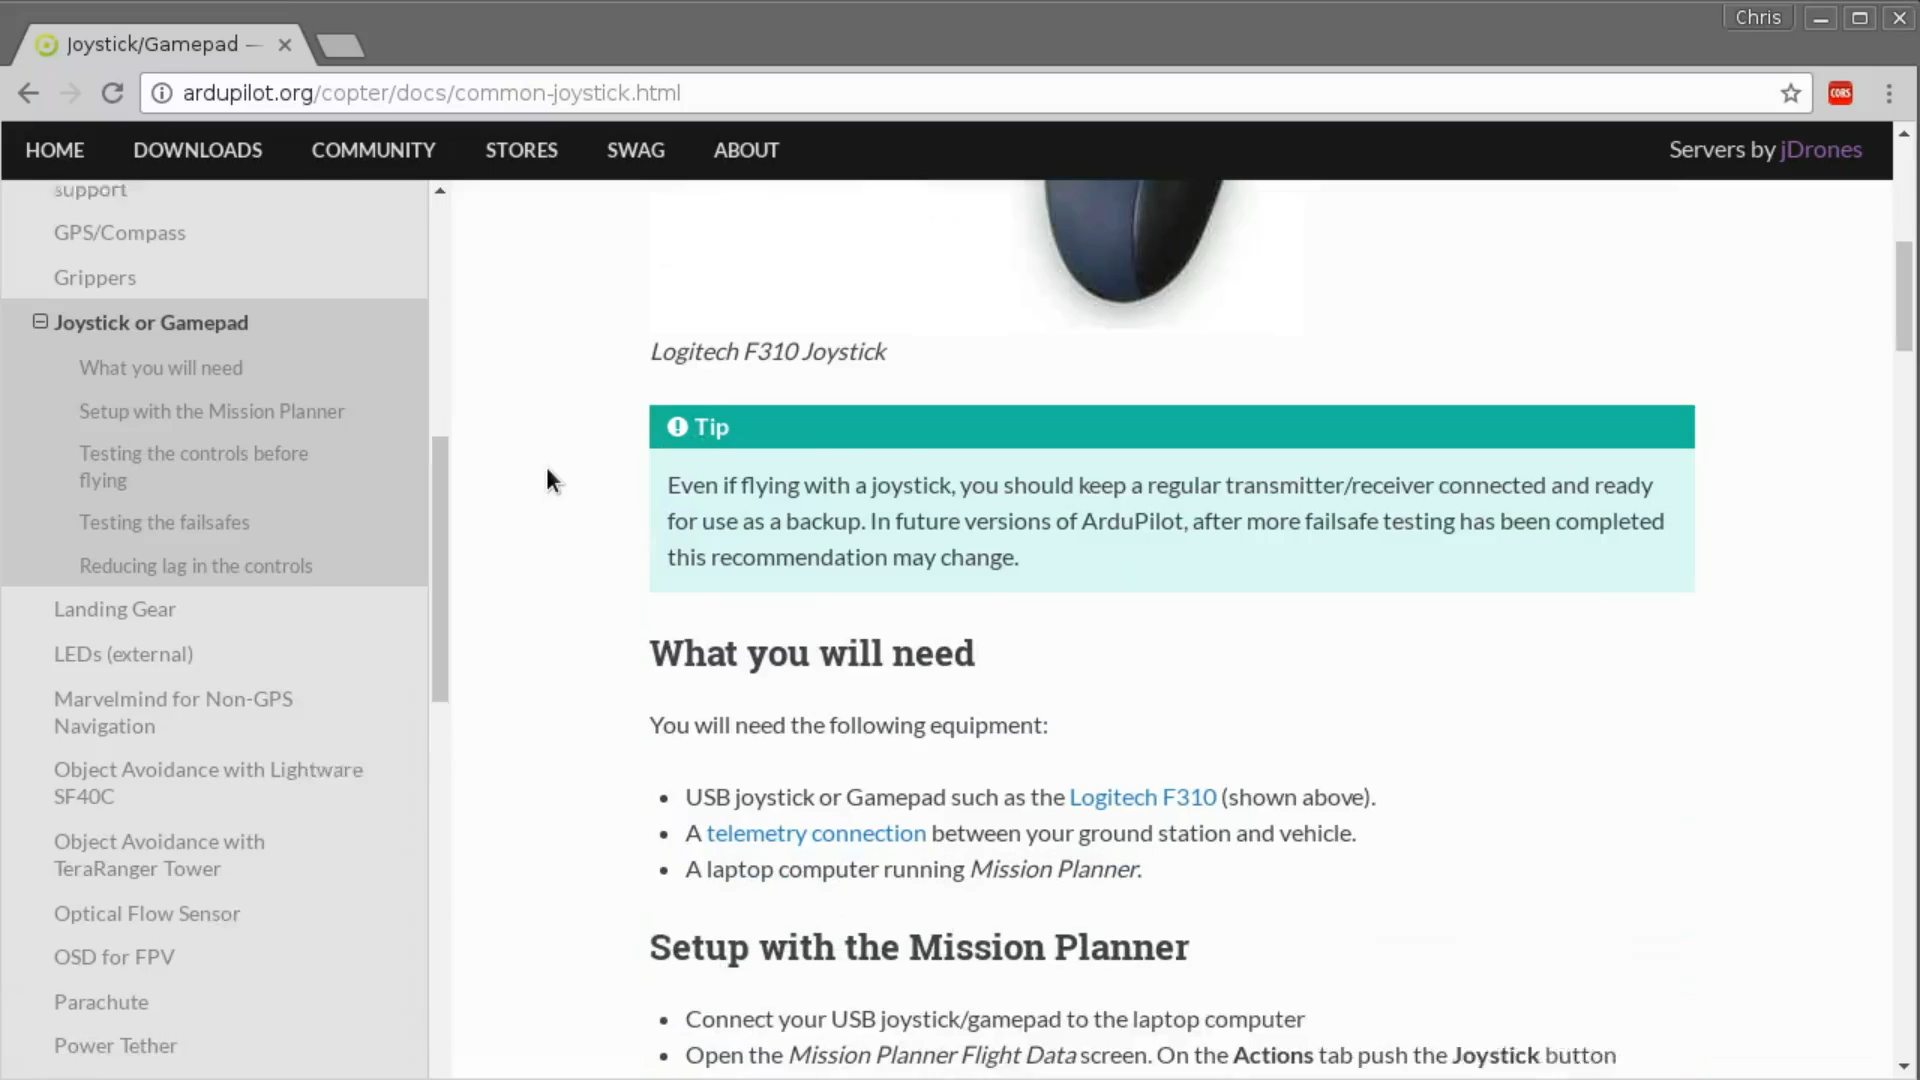 Chris
Joystick/Gamepad —
ardupilot.org/copter/docs/common-joystick.html
CORS
HOME DOWNLOADS COMMUNITY STORES SWAG ABOUT Servers by jDrones
support
GPS/Compass
Grippers
Joystick or Gamepad
What you will need
Setup with the Mission Planner
Testing the controls before
flying
Testing the failsafes
Reducing lag in the controls
Landing Gear
LEDs (external)
Marvelmind for Non-GPS
Navigation
Object Avoidance with Lightware
SF40C
Object Avoidance with
TeraRanger Tower
Optical Flow Sensor
OSD for FPV
Parachute
Power Tether
Logitech F310 Joystick
Tip
Even if flying with a joystick, you should keep a regular transmitter/receiver connected and ready
for use as a backup. In future versions of ArduPilot, after more failsafe testing has been completed
this recommendation may change.
What you will need
You will need the following equipment:
• USB joystick or Gamepad such as the Logitech F310 (shown above).
• A telemetry connection between your ground station and vehicle.
• A laptop computer running Mission Planner.
Setup with the Mission Planner
• Connect your USB joystick/gamepad to the laptop computer
• Open the Mission Planner Flight Data screen. On the Actions tab push the Joystick button